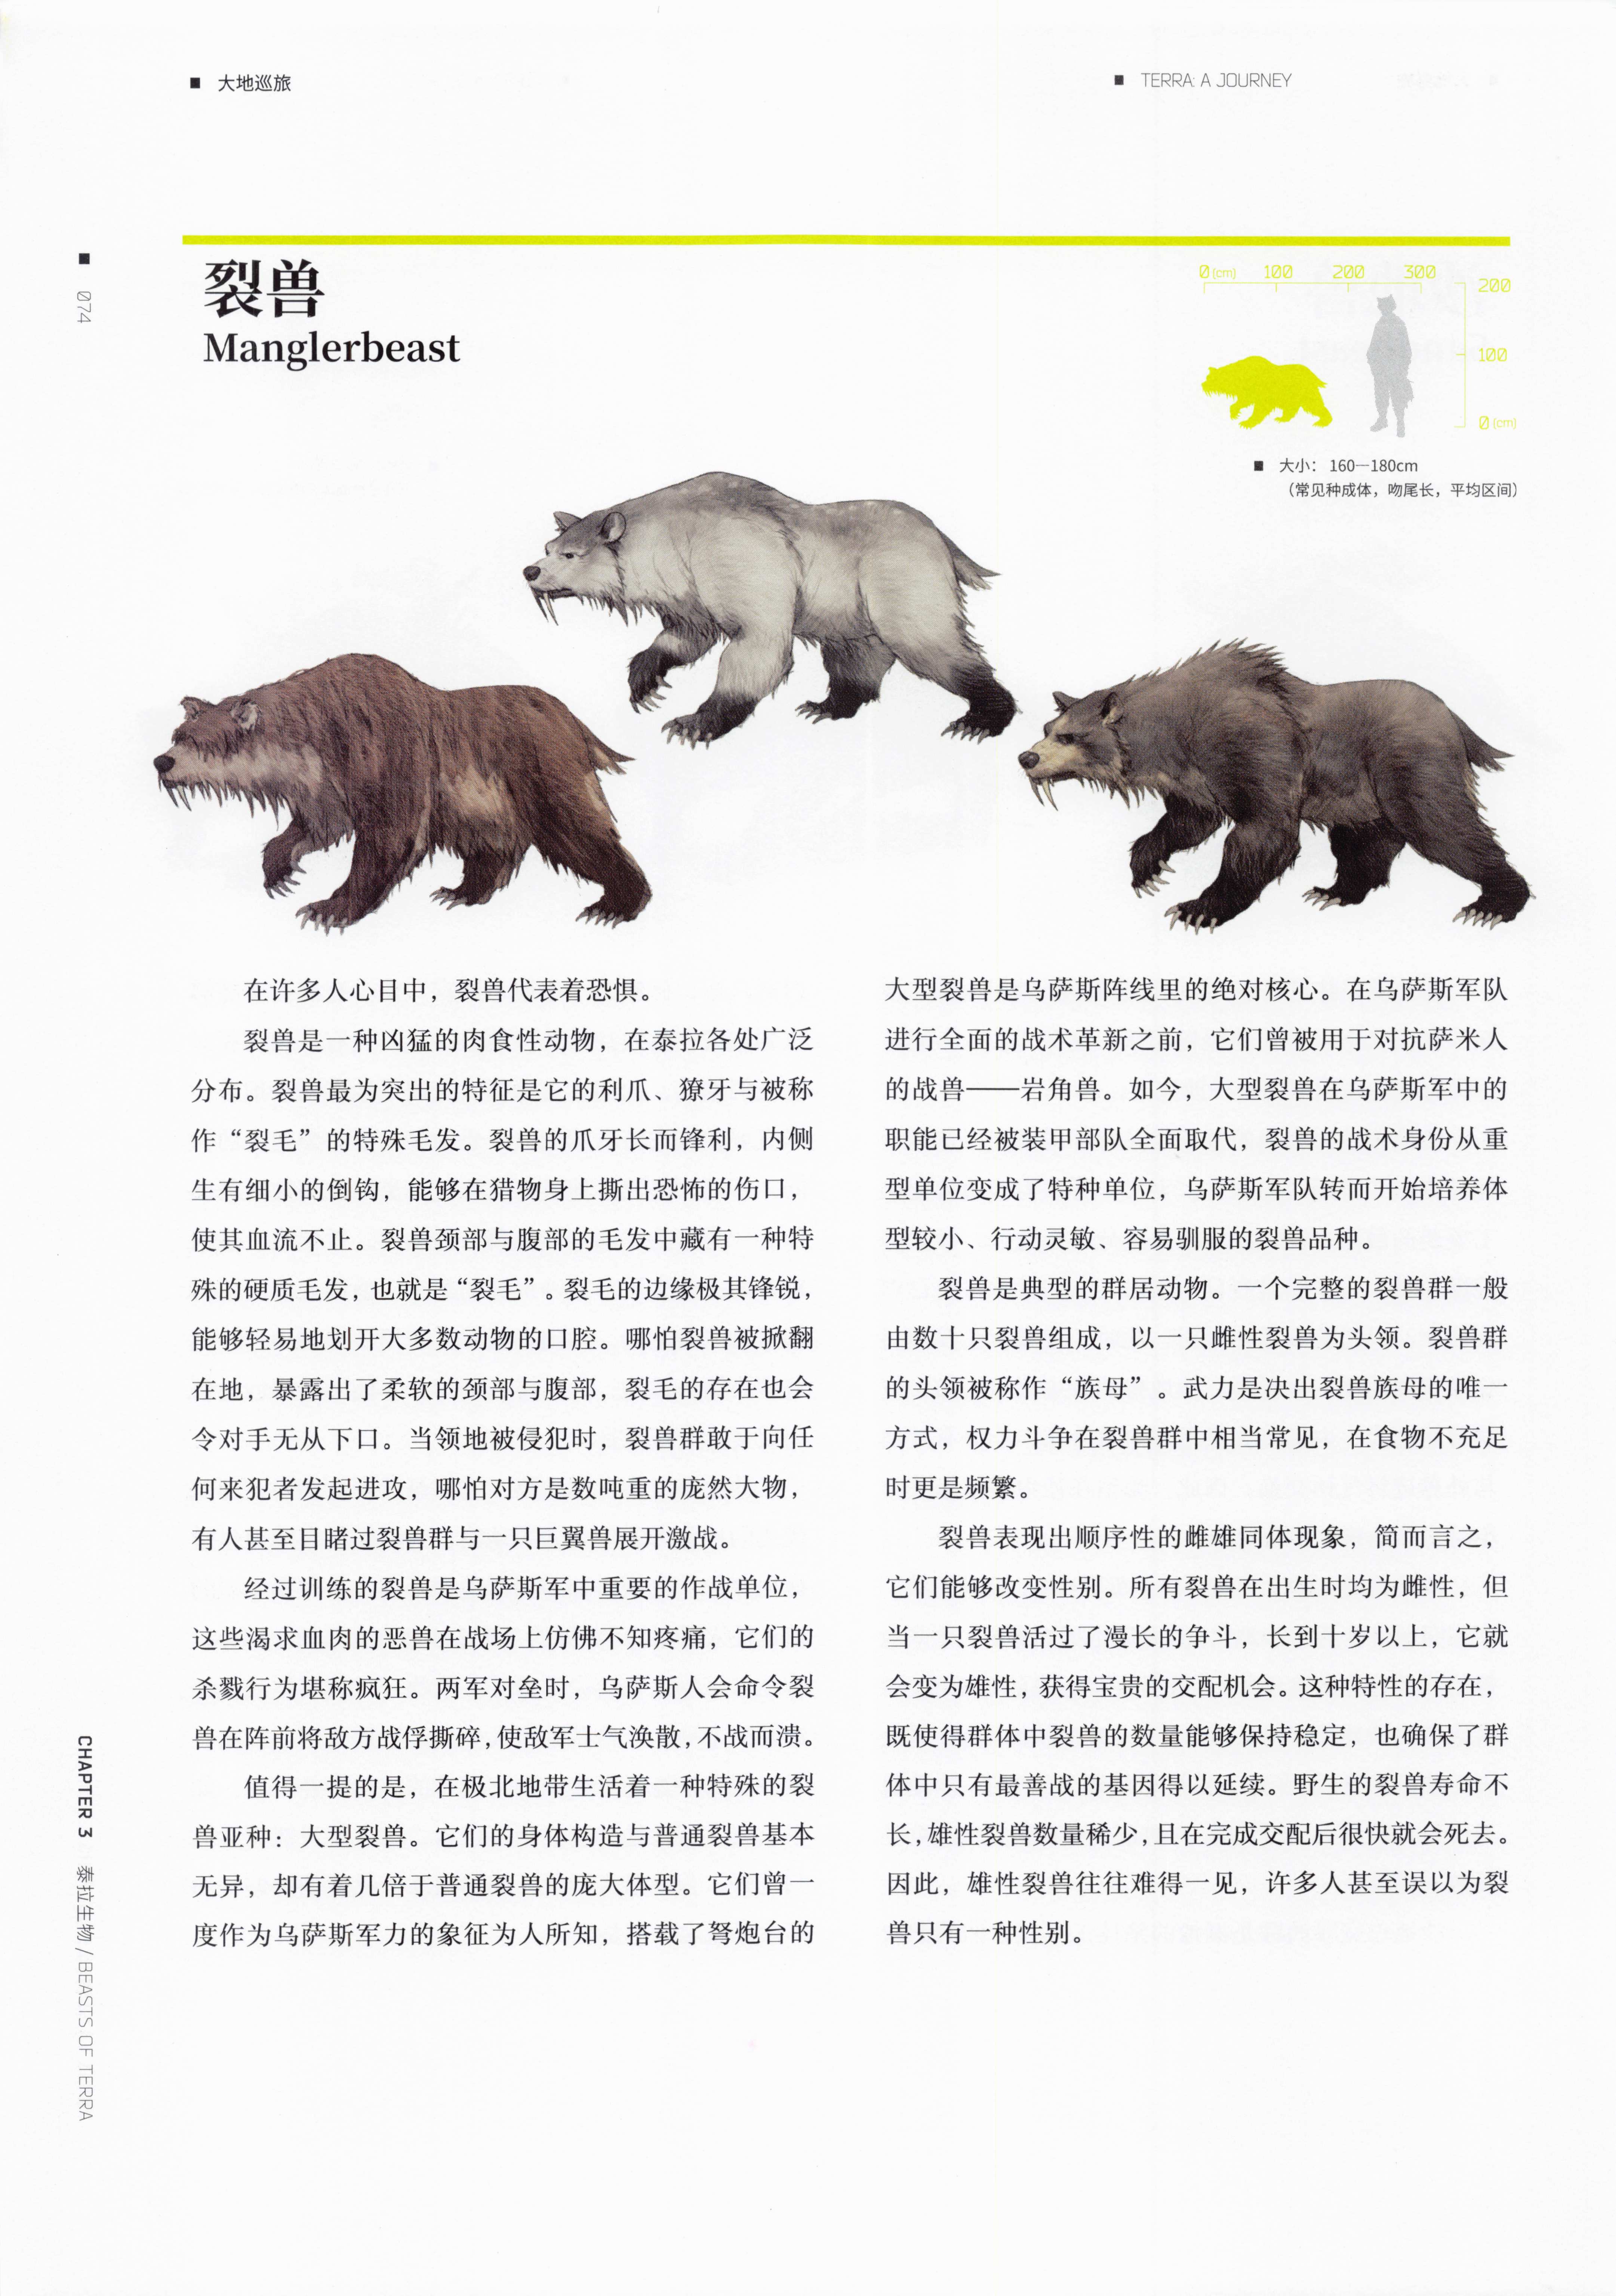 ■ 大地巡旅
■ TERRA: A JOURNEY
■ 074
裂兽
Manglerbeast
0(cm) 100 200 300
200
100
0(cm)
■ 大小：160—180cm
（常见种成体，吻尾长，平均区间）
在许多人心目中，裂兽代表着恐惧。
裂兽是一种凶猛的肉食性动物，在泰拉各处广泛
分布。裂兽最为突出的特征是它的利爪、獠牙与被称
作“裂毛”的特殊毛发。裂兽的爪牙长而锋利，内侧
生有细小的倒钩，能够在猎物身上撕出恐怖的伤口，
使其血流不止。裂兽颈部与腹部的毛发中藏有一种特
殊的硬质毛发，也就是“裂毛”。裂毛的边缘极其锋锐，
能够轻易地划开大多数动物的口腔。哪怕裂兽被掀翻
在地，暴露出了柔软的颈部与腹部，裂毛的存在也会
令对手无从下口。当领地被侵犯时，裂兽群敢于向任
何来犯者发起进攻，哪怕对方是数吨重的庞然大物，
有人甚至目睹过裂兽群与一只巨翼兽展开激战。
经过训练的裂兽是乌萨斯军中重要的作战单位，
这些渴求血肉的恶兽在战场上仿佛不知疼痛，它们的
杀戮行为堪称疯狂。两军对垒时，乌萨斯人会命令裂
兽在阵前将敌方战俘撕碎，使敌军士气涣散，不战而溃。
值得一提的是，在极北地带生活着一种特殊的裂
兽亚种：大型裂兽。它们的身体构造与普通裂兽基本
无异，却有着几倍于普通裂兽的庞大体型。它们曾一
度作为乌萨斯军力的象征为人所知，搭载了弩炮台的
大型裂兽是乌萨斯阵线里的绝对核心。在乌萨斯军队
进行全面的战术革新之前，它们曾被用于对抗萨米人
的战兽——岩角兽。如今，大型裂兽在乌萨斯军中的
职能已经被装甲部队全面取代，裂兽的战术身份从重
型单位变成了特种单位，乌萨斯军队转而开始培养体
型较小、行动灵敏、容易驯服的裂兽品种。
裂兽是典型的群居动物。一个完整的裂兽群一般
由数十只裂兽组成，以一只雌性裂兽为头领。裂兽群
的头领被称作“族母”。武力是决出裂兽族母的唯一
方式，权力斗争在裂兽群中相当常见，在食物不充足
时更是频繁。
裂兽表现出顺序性的雌雄同体现象，简而言之，
它们能够改变性别。所有裂兽在出生时均为雌性，但
当一只裂兽活过了漫长的争斗，长到十岁以上，它就
会变为雄性，获得宝贵的交配机会。这种特性的存在，
既使得群体中裂兽的数量能够保持稳定，也确保了群
体中只有最善战的基因得以延续。野生的裂兽寿命不
长，雄性裂兽数量稀少，且在完成交配后很快就会死去。
因此，雄性裂兽往往难得一见，许多人甚至误以为裂
兽只有一种性别。
CHAPTER 3 泰拉生物 / BEASTS OF TERRA